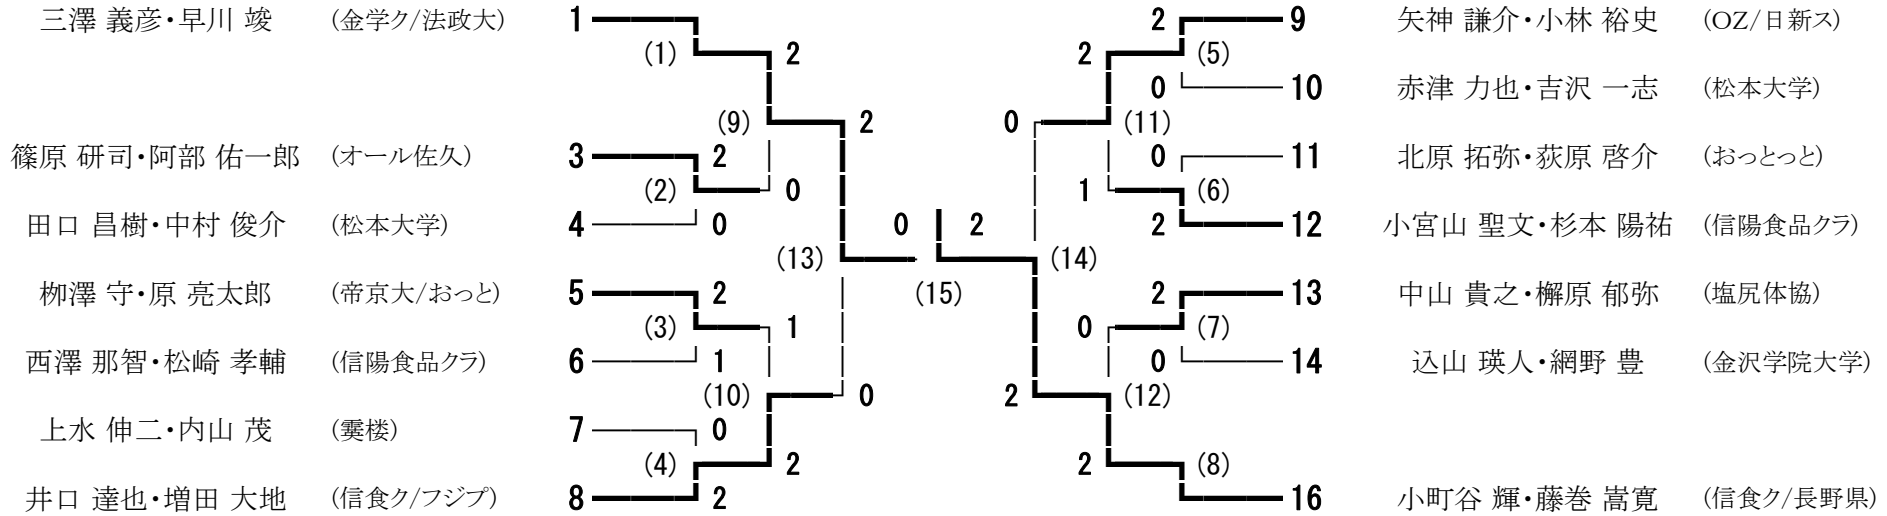 三澤 義彦・早川 竣 (金学ク/法政大) 1 2 9 矢神 謙介・小林 裕史 (OZ/日新ス)
(1) 2 2 (5)
0 10 赤津 力也・吉沢 一志 (松本大学)
(9) 2 0 (11)
篠原 研司・阿部 佑一郎 (オール佐久) 3 2 0 11 北原 拓弥・荻原 啓介 (おっとっと)
(2) 0 1 (6)
田口 昌樹・中村 俊介 (松本大学) 4 0 0 2 2 12 小宮山 聖文・杉本 陽祐 (信陽食品クラ)
(13) (14)
栁澤 守・原 亮太郎 (帝京大/おっと) 5 2 (15) 2 13 中山 貴之・樨原 郁弥 (塩尻体協)
(3) 1 0 (7)
西澤 那智・松崎 孝輔 (信陽食品クラ) 6 1 0 14 込山 瑛人・網野 豊 (金沢学院大学)
(10) 0 2 (12)
上水 伸二・内山 茂 (霙楼) 7 0
(4) 2 2 (8)
井口 達也・増田 大地 (信食ク/フジプ) 8 2 16 小町谷 輝・藤巻 嵩寛 (信食ク/長野県)